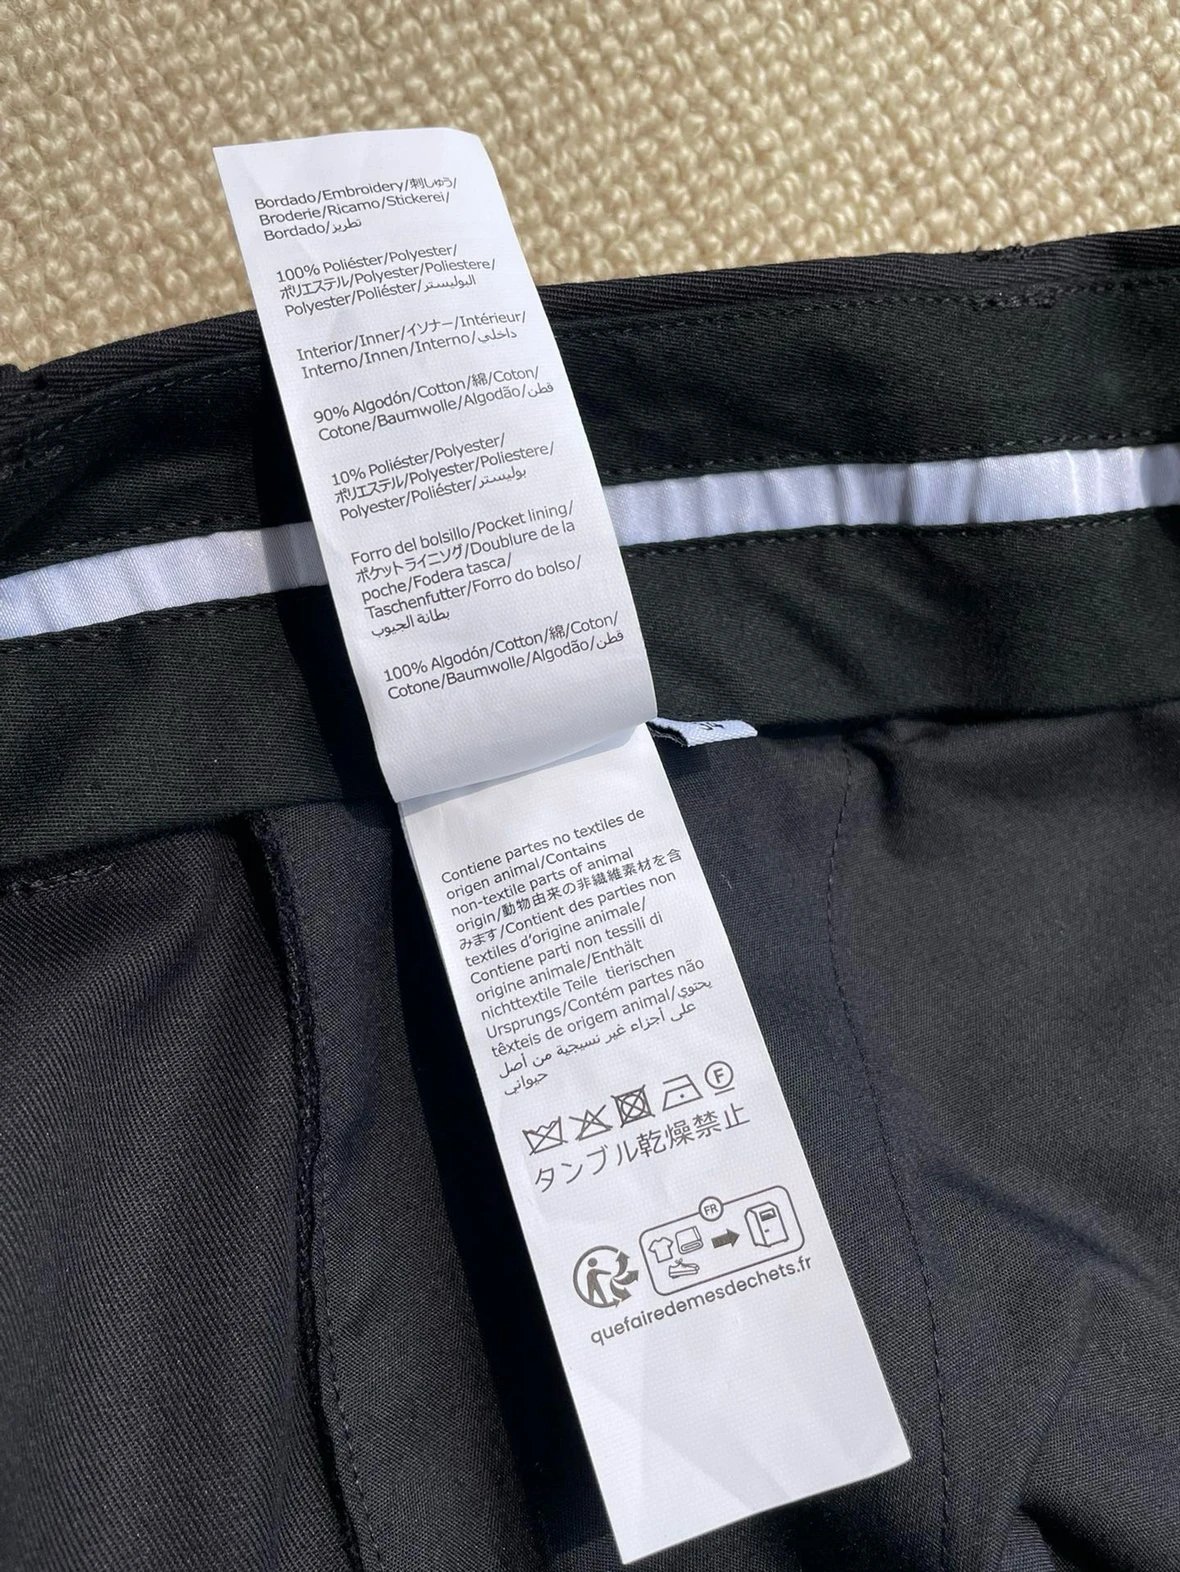 Bordado/Embroidery/刺しゅう/
Broderie/Ricamo/Stickerei/
Bordado/تطريز
100% Poliéster/Polyester/
ポリエステル/Polyester/Poliestere/
Polyester/Poliéster/البوليستر
Interior/Inner/インナー/Intérieur/
Interno/Innen/Interno/داخلي
90% Algodón/Cotton/綿/Coton/
Cotone/Baumwolle/Algodão/قطن
10% Poliéster/Polyester/
ポリエステル/Polyester/Poliestere/
Polyester/Poliéster/بوليستر
Forro del bolsillo/Pocket lining/
ポケットライニング/Doublure de la
poche/Fodera tasca/
Taschenfutter/Forro do bolso/
بطانة الجيوب
100% Algodón/Cotton/綿/Coton/
Cotone/Baumwolle/Algodão/قطن
34
Contiene partes no textiles de
origen animal/Contains
non-textile parts of animal
origin/動物由来の非繊維素材を含
みます/Contient des parties non
textiles d'origine animale/
Contiene parti non tessili di
origine animale/Enthält
nichttextile Teile tierischen
Ursprungs/Contém partes não
têxteis de origem animal/يحتوي
على أجزاء غير نسيجية من أصل
حيواني
F
タンブル乾燥禁止
FR
quefairedemesdechets.fr